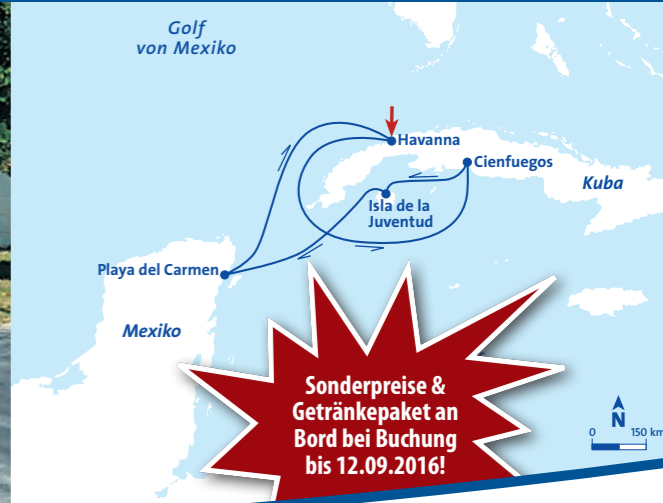 Golf
von Mexiko
Havanna
Cienfuegos
Kuba
Isla de la
Juventud
Playa del Carmen
Mexiko
Sonderpreise &
Getränkepaket an
Bord bei Buchung
bis 12.09.2016!
N
0 150 km